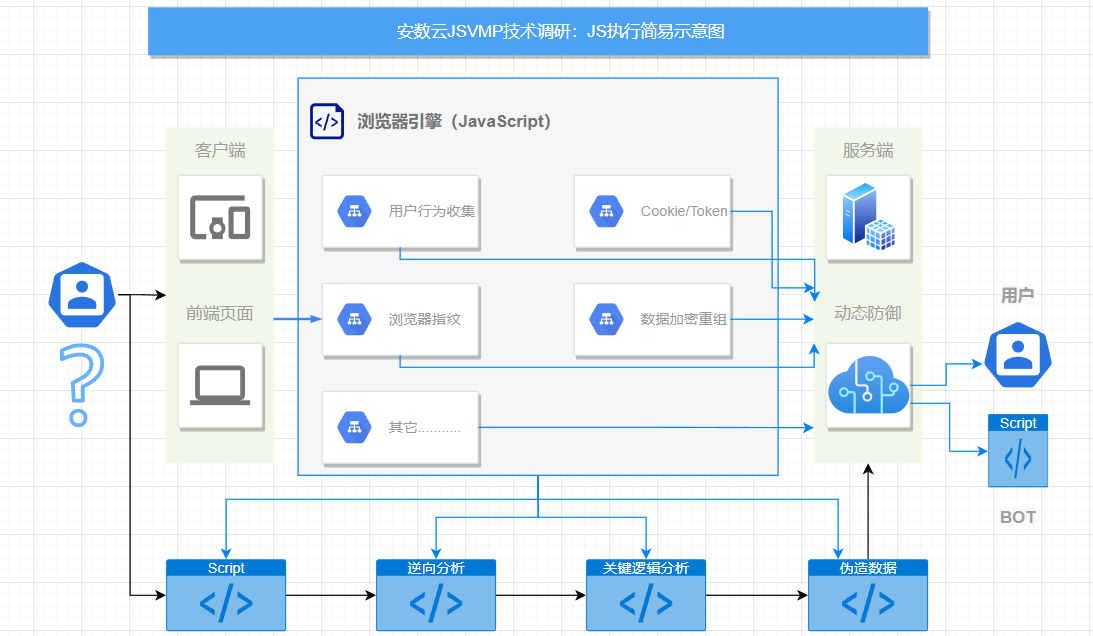 安数云JSVMP技术调研：JS执行简易示意图
</>
浏览器引擎（JavaScript）
客户端
服务端
用户行为收集
Cookie/Token
用户
前端页面
浏览器指纹
数据加密重组
动态防御
?
其它...........
Script
</>
BOT
Script
逆向分析
关键逻辑分析
伪造数据
</>
</>
</>
</>